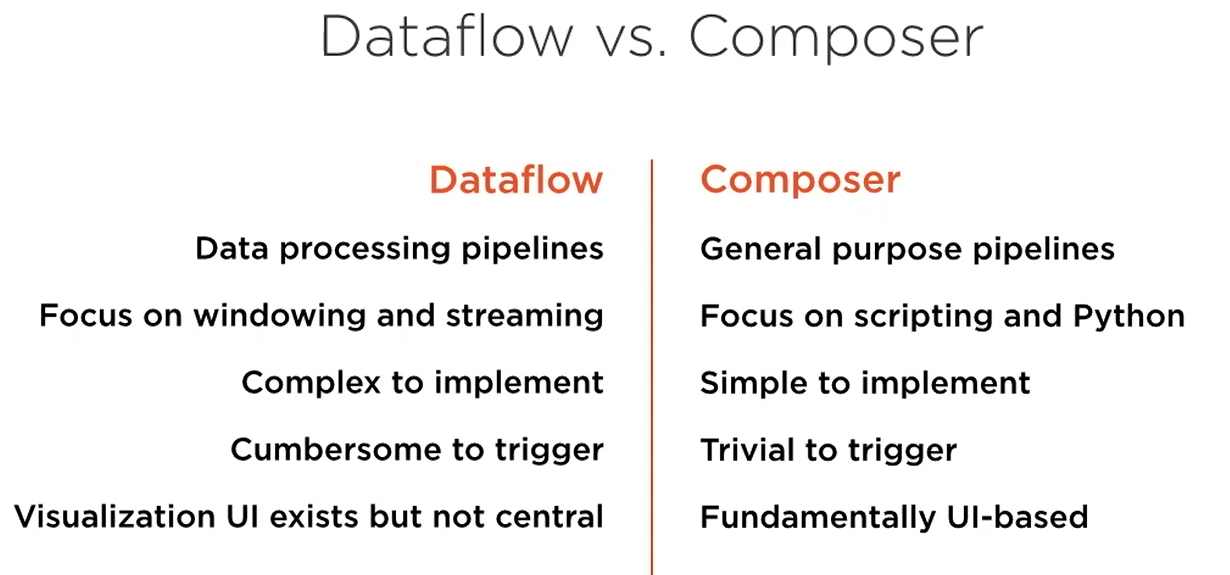 Dataflow vs. Composer
Dataflow
Data processing pipelines
Focus on windowing and streaming
Complex to implement
Cumbersome to trigger
Visualization UI exists but not central
Composer
General purpose pipelines
Focus on scripting and Python
Simple to implement
Trivial to trigger
Fundamentally UI-based